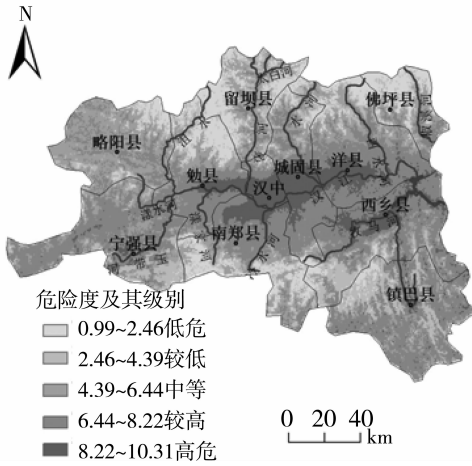 N
太白河
留坝县
佛坪县
略阳县
城固县
洋县
勉县
汉中
西乡县
宁强县
南郑县
镇巴县
危险度及其级别
0.99~2.46低危
2.46~4.39较低
4.39~6.44中等
6.44~8.22较高
8.22~10.31高危
0 20 40
km